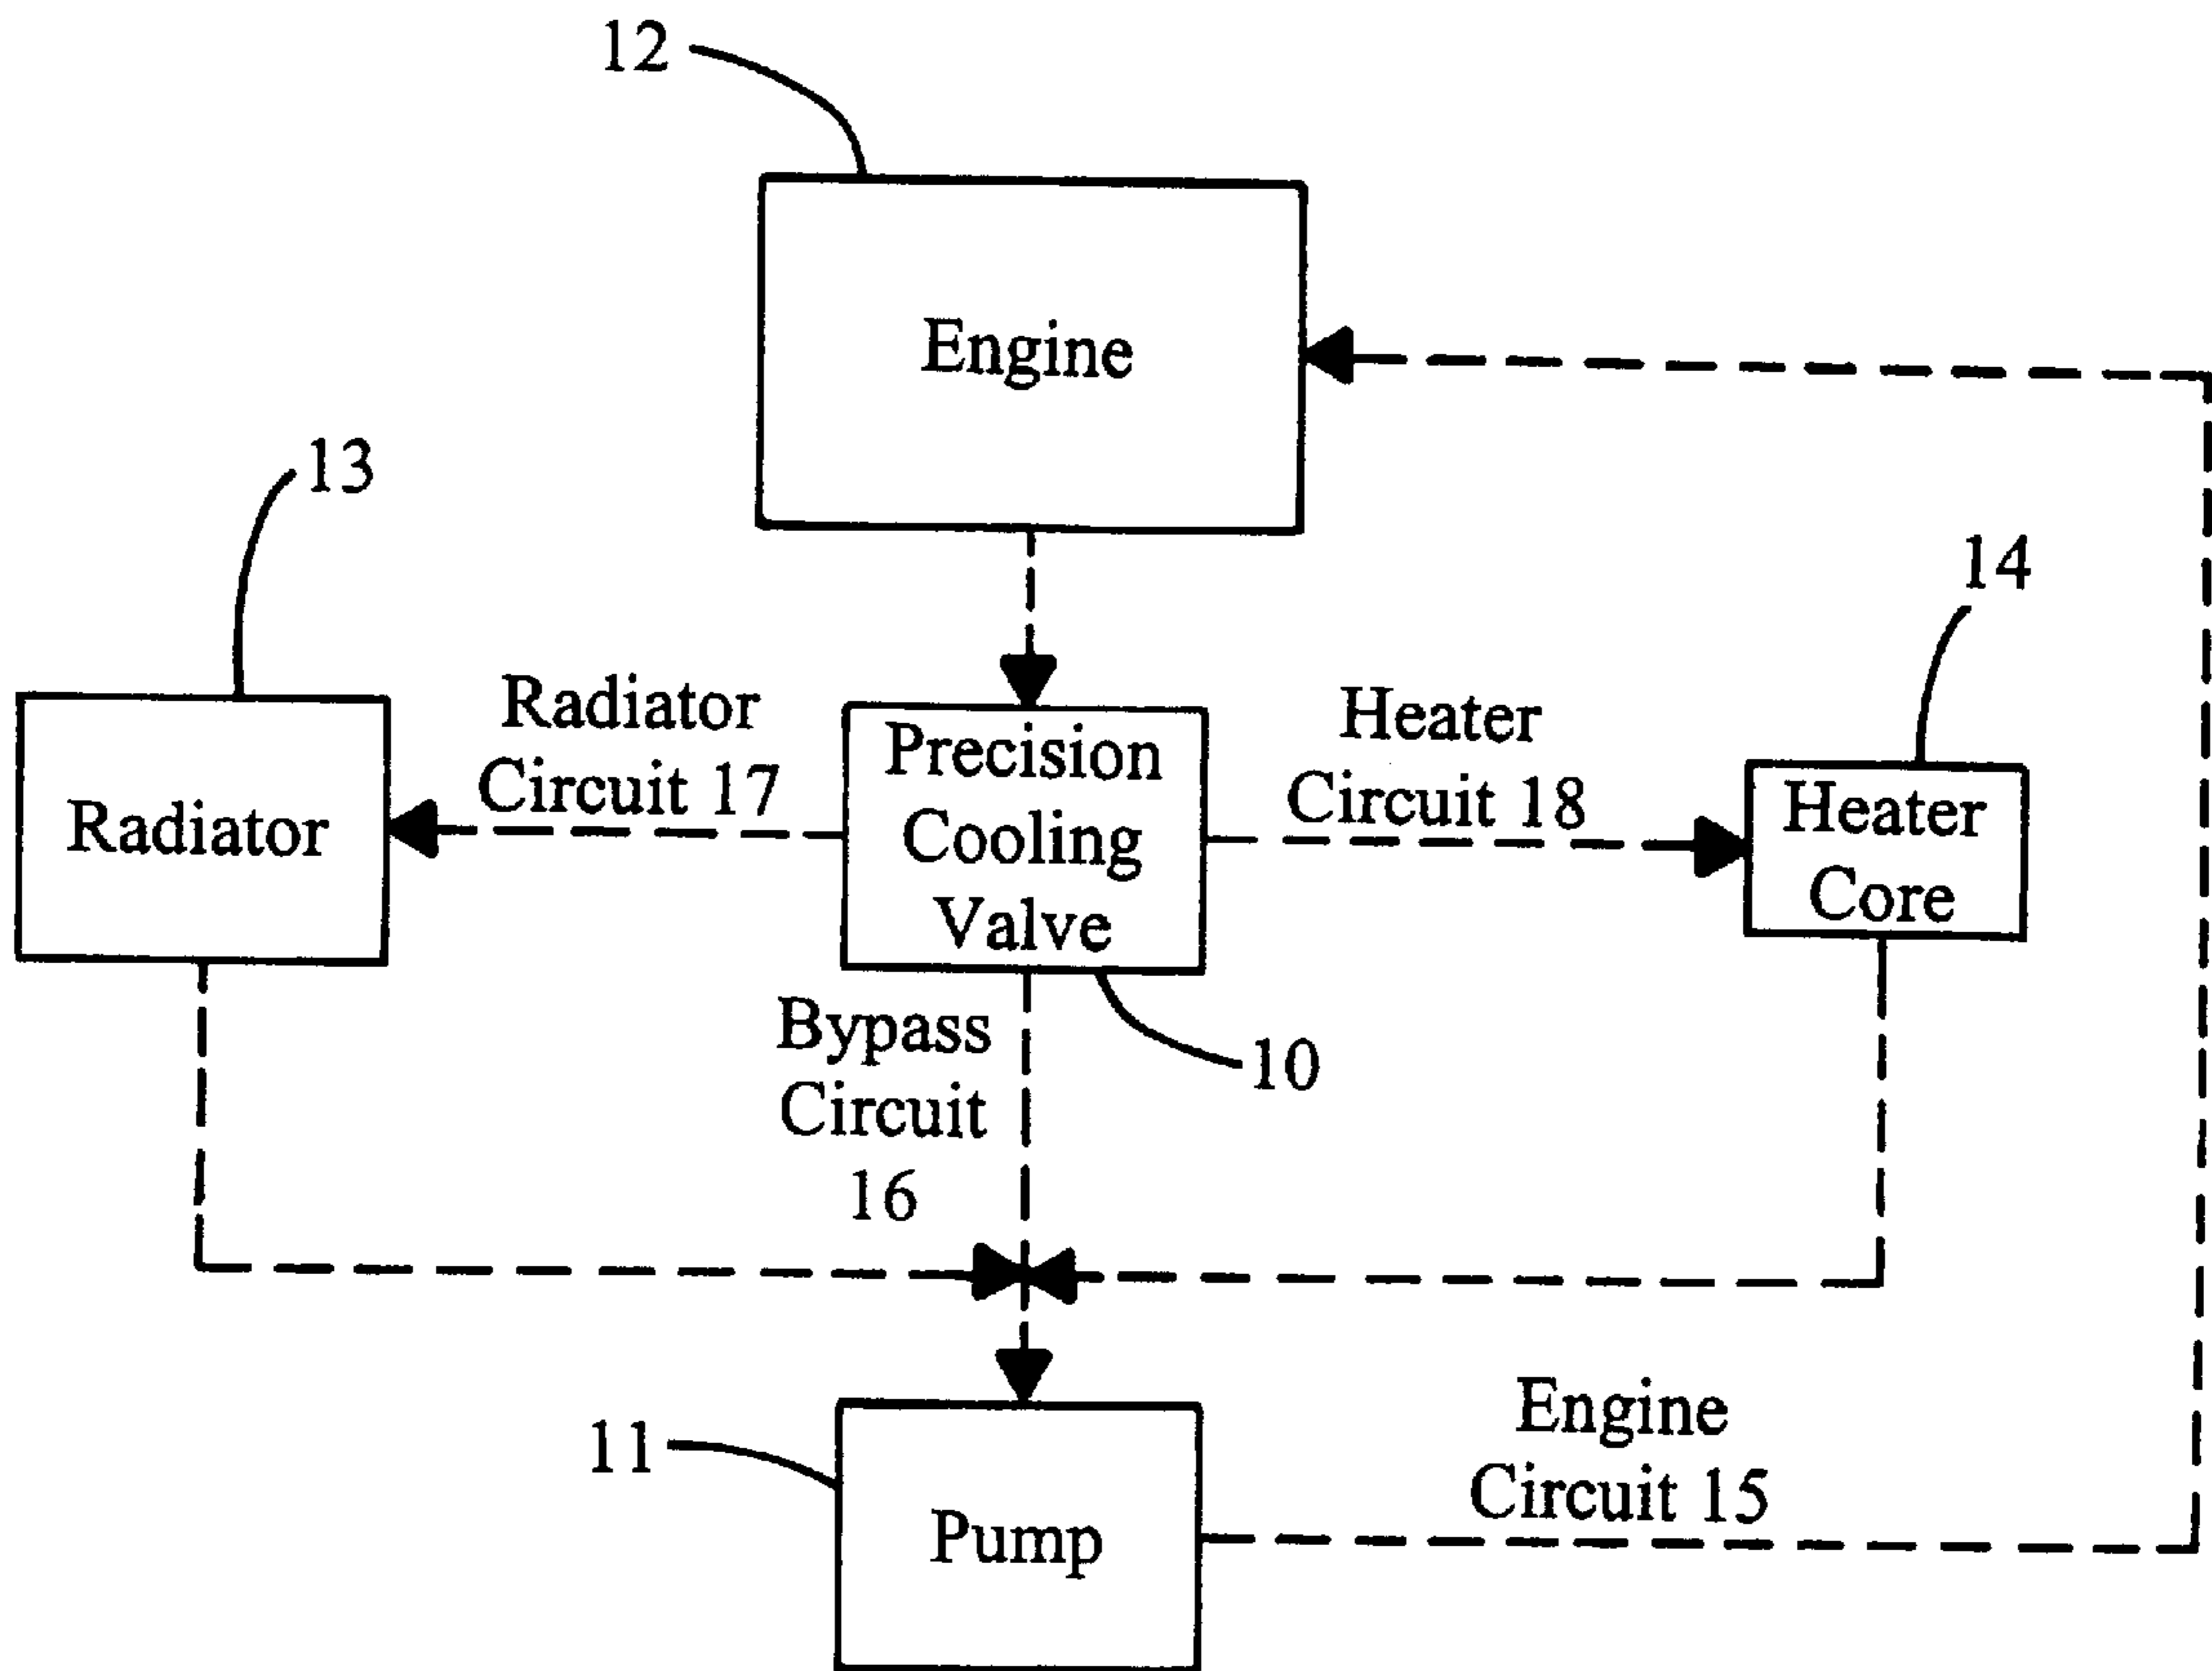 12
Engine
13
14
Radiator
Circuit 17
Precision
Cooling
Valve
Heater
Circuit 18
Radiator
Heater
Core
Bypass
Circuit
16
10
11
Pump
Engine
Circuit 15